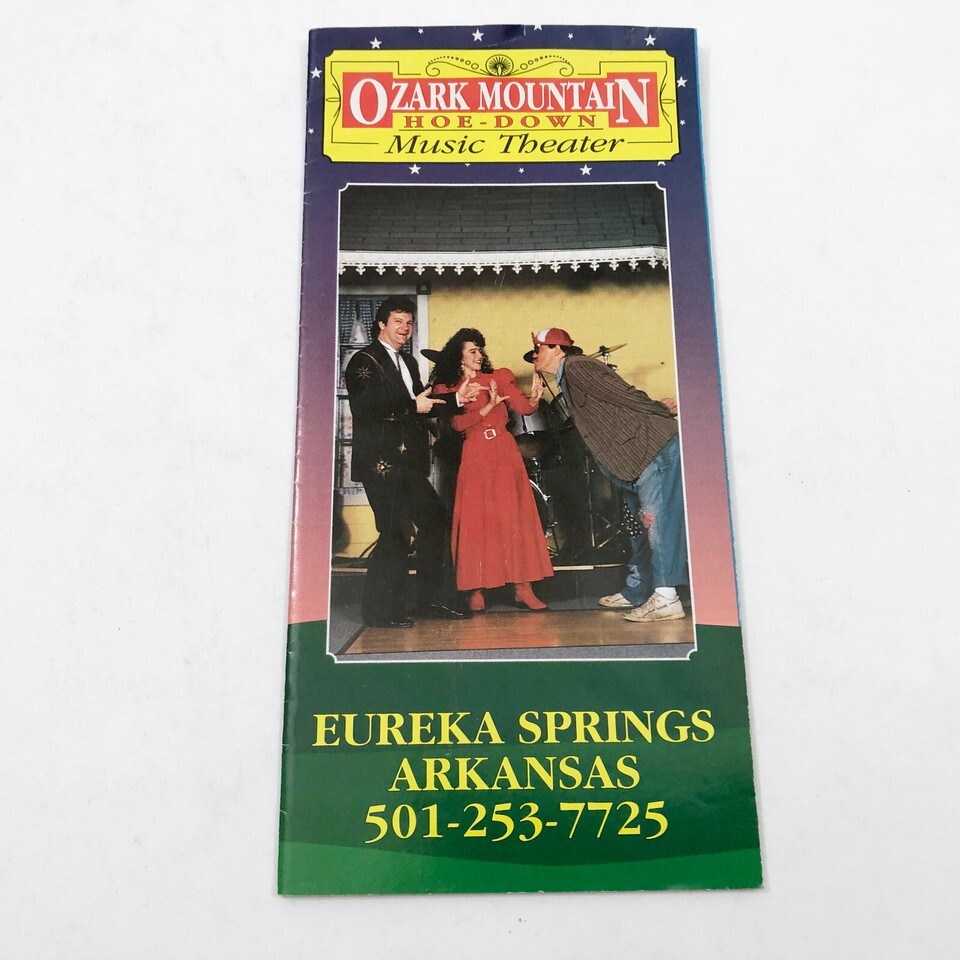 OZARK MOUNTAIN
HOE-DOWN
Music Theater
EUREKA SPRINGS
ARKANSAS
501-253-7725